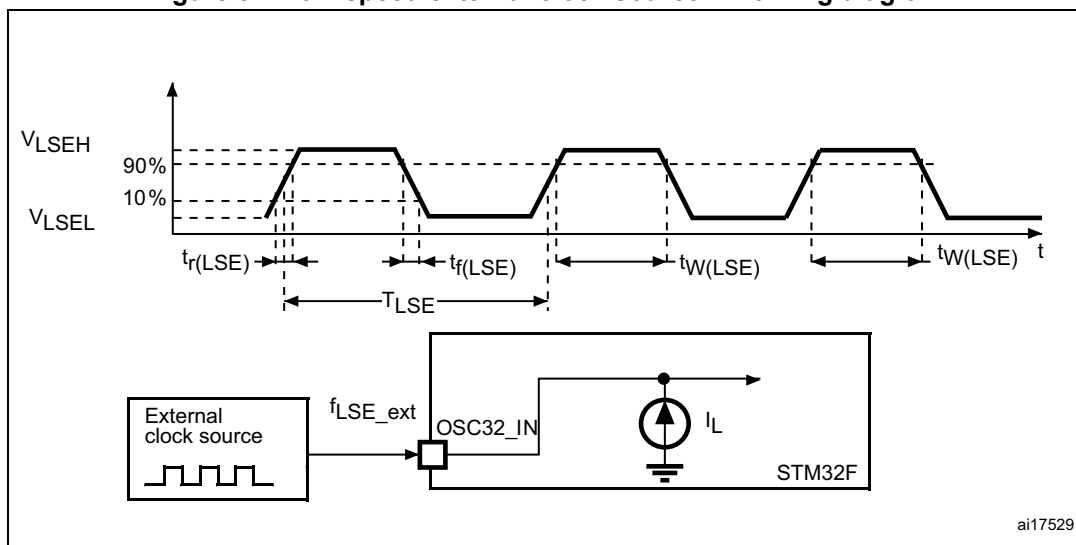 V_LSEH
90%
10%
V_LSEL
t_r(LSE)
t_f(LSE)
t_W(LSE)
t_W(LSE)
t
T_LSE
External
clock source
f_LSE_ext
OSC32_IN
I_L
STM32F
ai17529